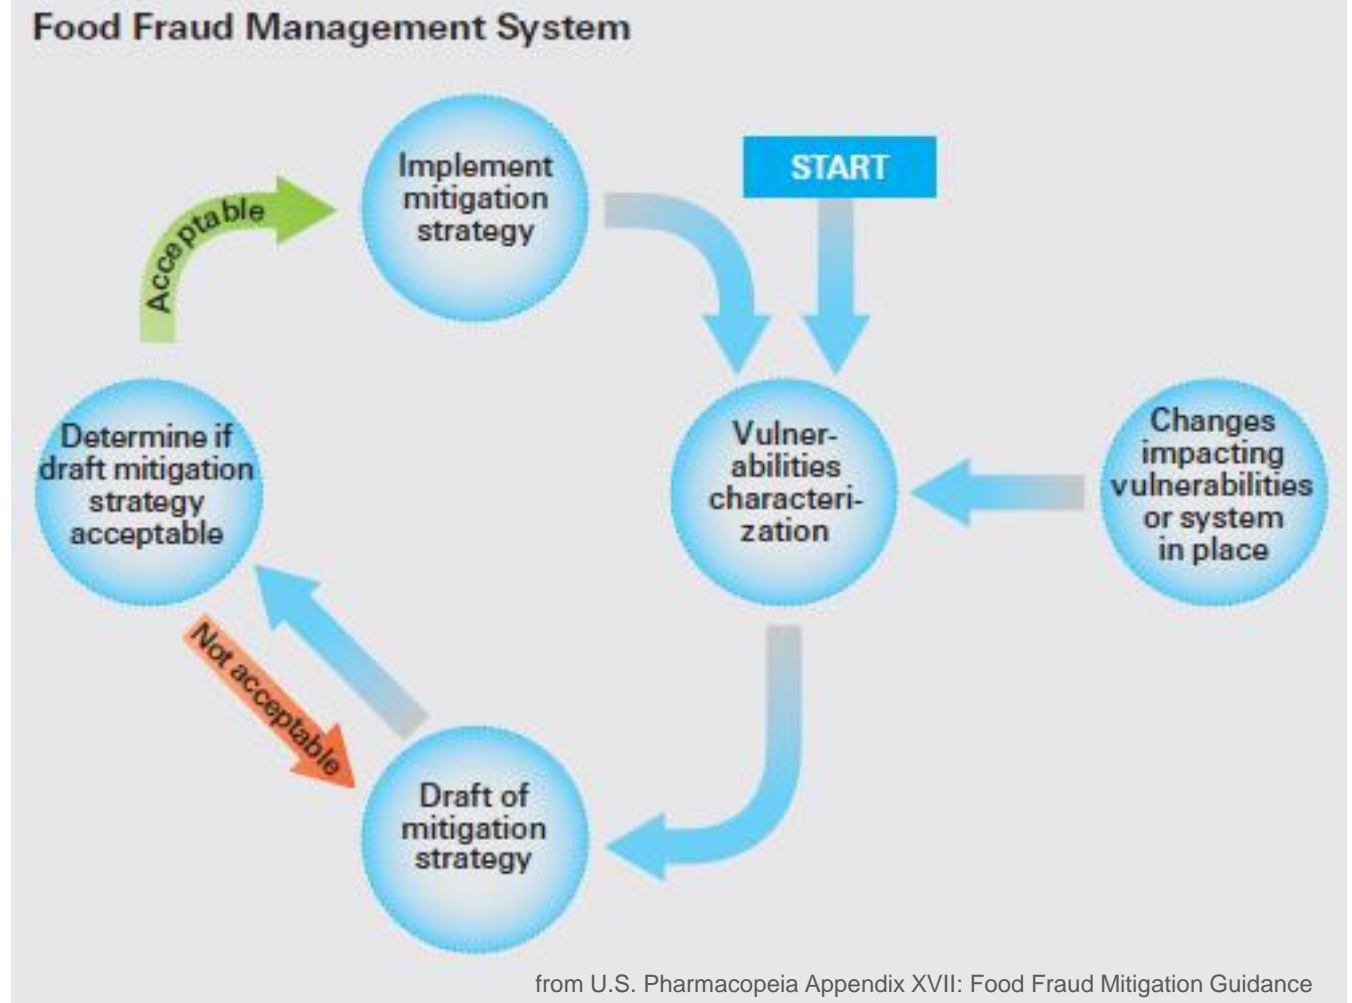 Food Fraud Management System
Implement
mitigation
strategy
START
Acceptable
Determine if
draft mitigation
strategy
acceptable
Vulner-
abilities
characteri-
zation
Changes
impacting
vulnerabilities
or system
in place
Not acceptable
Draft of
mitigation
strategy
from U.S. Pharmacopeia Appendix XVII: Food Fraud Mitigation Guidance